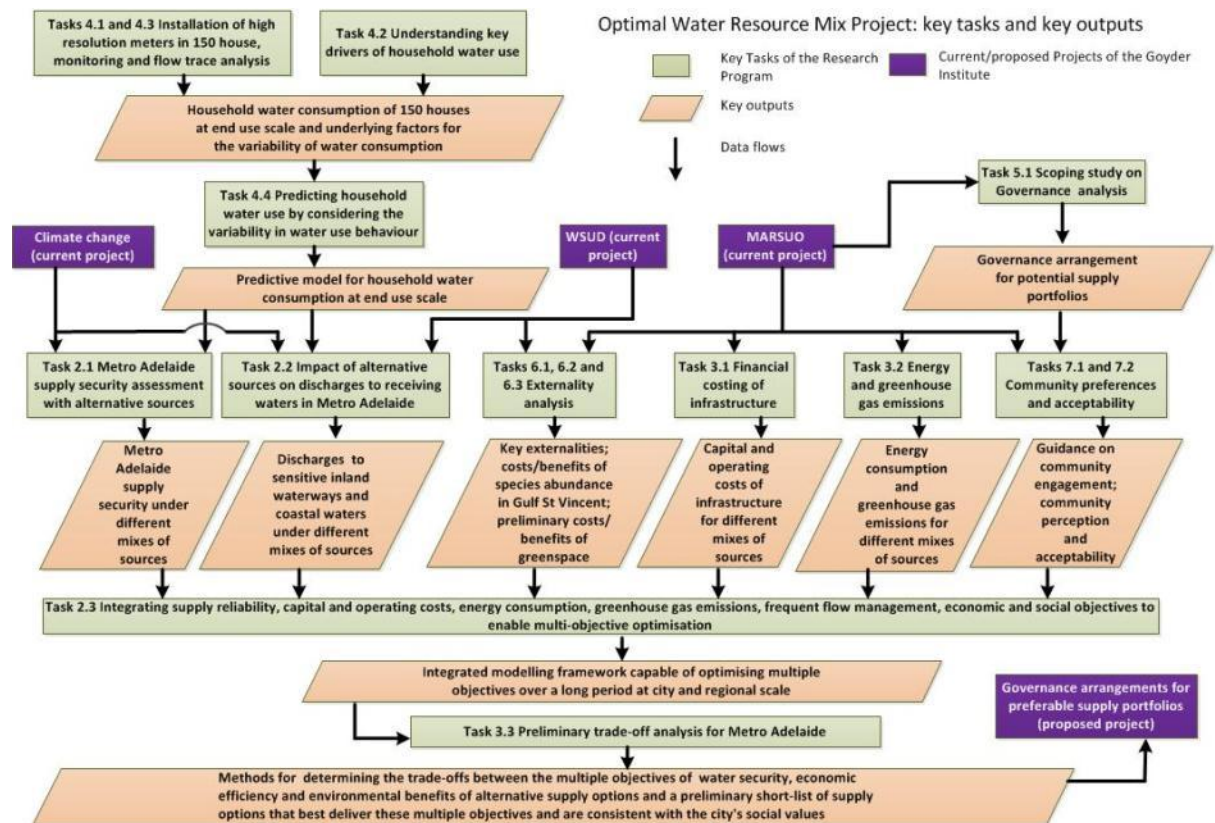 Optimal Water Resource Mix Project: key tasks and key outputs
Key Tasks of the Research
Program
Current/proposed Projects of the Goyder
Institute
Key outputs
Data flows
Tasks 4.1 and 4.3 Installation of high
resolution meters in 150 house,
monitoring and flow trace analysis
Task 4.2 Understanding key
drivers of household water use
Household water consumption of 150 houses
at end use scale and underlying factors for
the variability of water consumption
Task 4.4 Predicting household
water use by considering the
variability in water use behaviour
Task 5.1 Scoping study on
Governance analysis
Climate change
(current project)
WSUD (current
project)
MARSUO
(current project)
Predictive model for household water
consumption at end use scale
Governance arrangement
for potential supply
portfolios
Task 2.1 Metro Adelaide
supply security assessment
with alternative sources
Task 2.2 Impact of alternative
sources on discharges to receiving
waters in Metro Adelaide
Tasks 6.1, 6.2 and
6.3 Externality
analysis
Task 3.1 Financial
costing of
infrastructure
Task 3.2 Energy
and greenhouse
gas emissions
Tasks 7.1 and 7.2
Community preferences
and acceptability
Metro
Adelaide
supply
security under
different
mixes of
sources
Discharges to
sensitive inland
waterways and
coastal waters
under different
mixes of sources
Key externalities;
costs/benefits of
species abundance
in Gulf St Vincent;
preliminary costs/
benefits of
greenspace
Capital and
operating
costs of
infrastructure
for different
mixes of
sources
Energy
consumption
and
greenhouse gas
emissions for
different mixes
of sources
Guidance on
community
engagement;
community
perception
and
acceptability
Task 2.3 Integrating supply reliability, capital and operating costs, energy consumption, greenhouse gas emissions, frequent flow management, economic and social objectives to
enable multi-objective optimisation
Integrated modelling framework capable of optimising multiple
objectives over a long period at city and regional scale
Governance arrangements for
preferable supply portfolios
(proposed project)
Task 3.3 Preliminary trade-off analysis for Metro Adelaide
Methods for determining the trade-offs between the multiple objectives of water security, economic
efficiency and environmental benefits of alternative supply options and a preliminary short-list of supply
options that best deliver these multiple objectives and are consistent with the city's social values